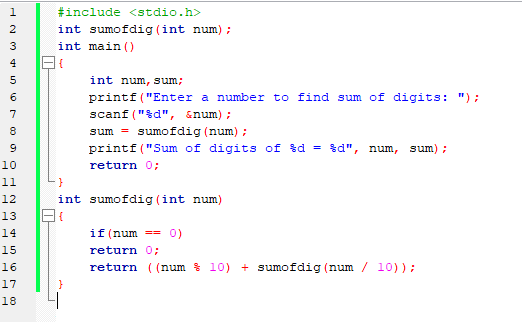 1 #include <stdio.h>
2 int sumofdig(int num);
3 int main()
4 {
5 int num,sum;
6 printf("Enter a number to find sum of digits: ");
7 scanf("%d", &num);
8 sum = sumofdig(num);
9 printf("Sum of digits of %d = %d", num, sum);
10 return 0;
11 }
12 int sumofdig(int num)
13 {
14 if(num == 0)
15 return 0;
16 return ((num % 10) + sumofdig(num / 10));
17 }
18